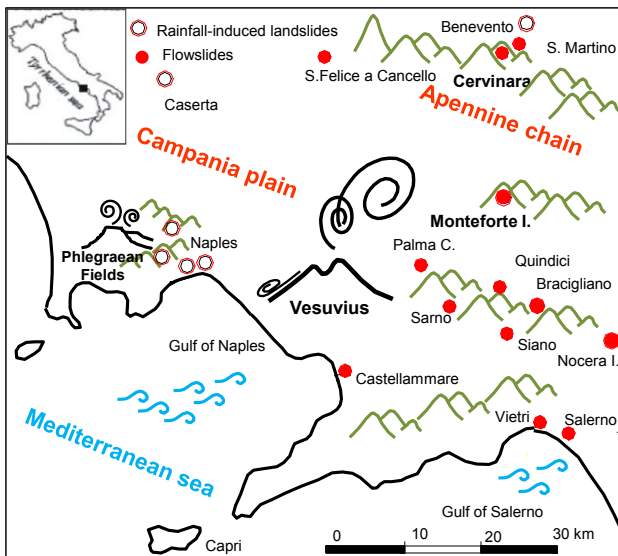 Rainfall-induced landslides
Flowslides
Caserta
Benevento
S. Martino
S.Felice a Cancello
Cervinara
Apennine chain
Tyrrhenian sea
Campania plain
Monteforte I.
Naples
Phlegraean
Fields
Palma C.
Quindici
Bracigliano
Vesuvius
Sarno
Siano
Nocera I.
Gulf of Naples
Castellammare
Vietri
Salerno
Mediterranean sea
Gulf of Salerno
Capri
0 10 20 30 km